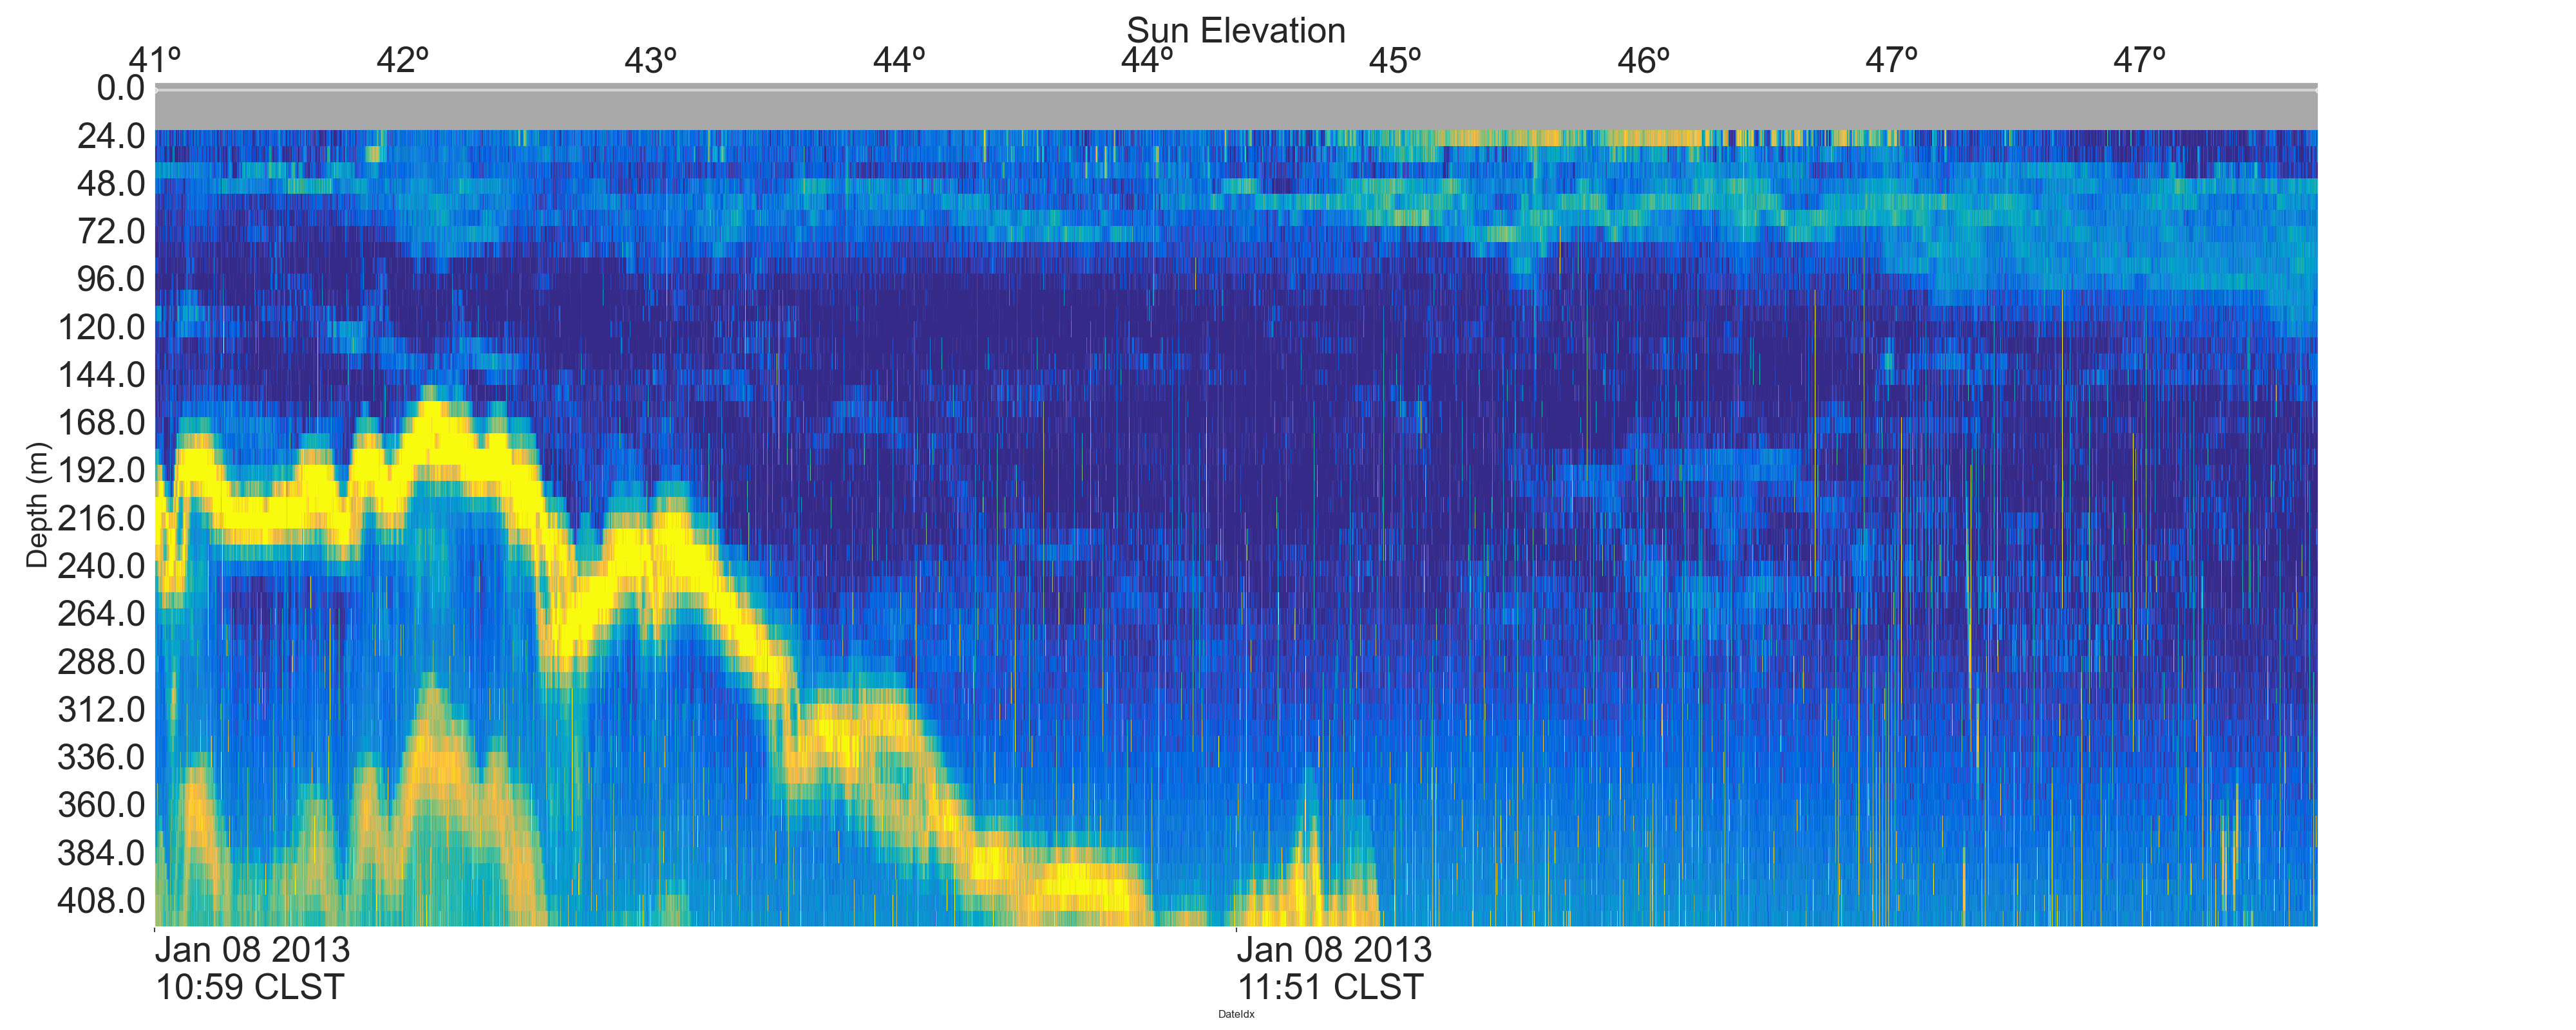 Sun Elevation
41º 42º 43º 44º 44º 45º 46º 47º 47º
0.0
24.0
48.0
72.0
96.0
120.0
144.0
168.0
192.0
216.0
240.0
264.0
288.0
312.0
336.0
360.0
384.0
408.0
Depth (m)
Jan 08 2013
10:59 CLST
Jan 08 2013
11:51 CLST
DateIdx